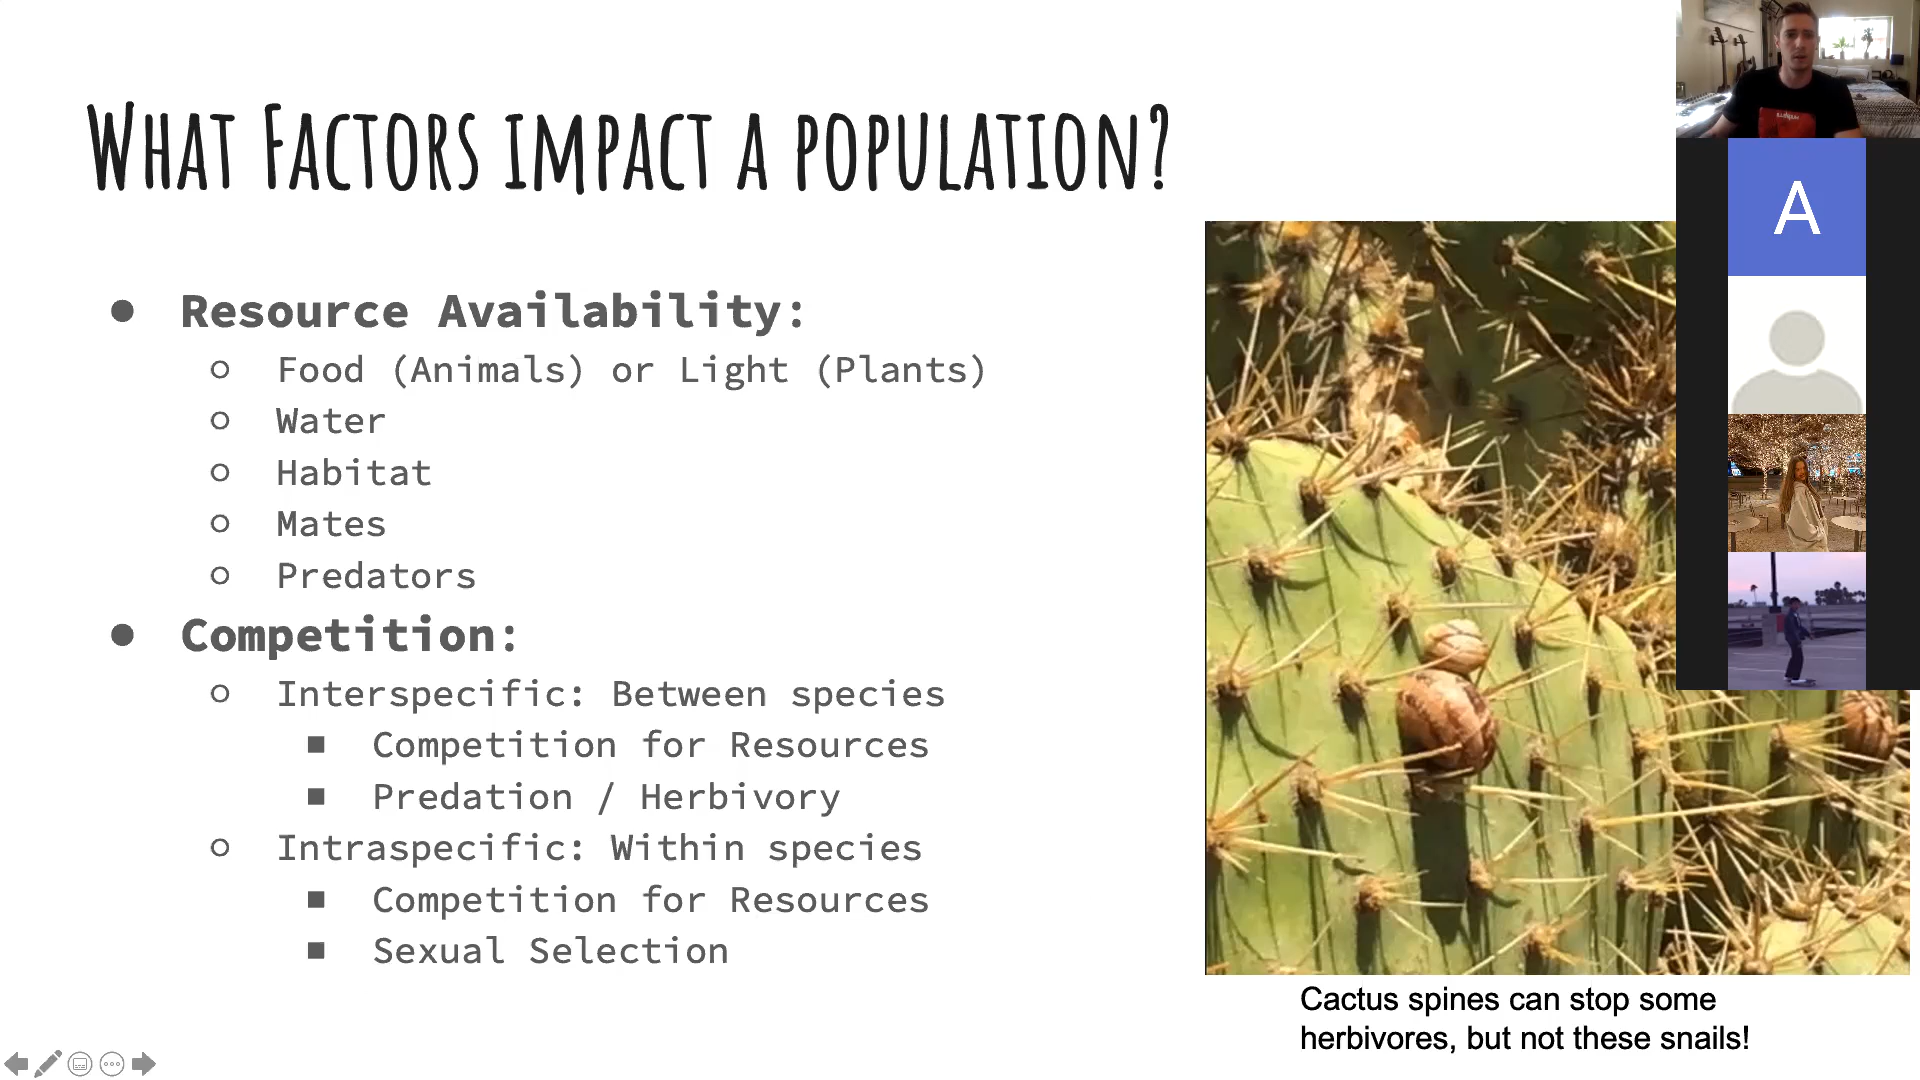 What Factors impact a population?
Resource Availability:
Food (Animals) or Light (Plants)
Water
Habitat
Mates
Predators
Competition:
Interspecific: Between species
Competition for Resources
Predation / Herbivory
Intraspecific: Within species
Competition for Resources
Sexual Selection
Cactus spines can stop some
herbivores, but not these snails!
A